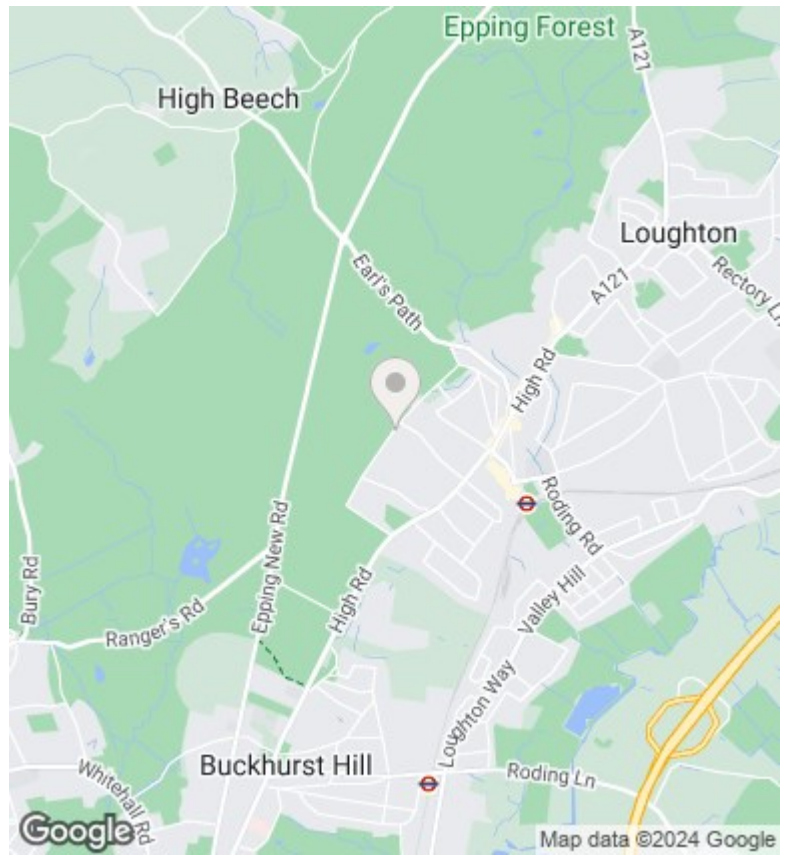 Epping Forest
A121
High Beech
Loughton
Rectory Ln
Earl's Path
A121
High Rd
Roding Rd
Epping New Rd
Bury Rd
High Rd
Valley Hill
Ranger's Rd
Loughton Way
Buckhurst Hill
Roding Ln
Whitehall Rd
Google
Map data ©2024 Google